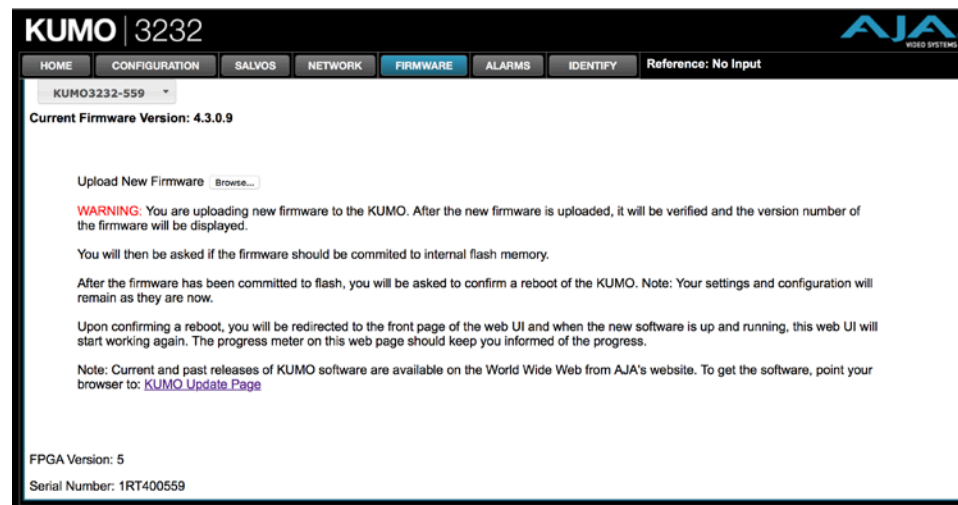 KUMO | 3232
AJA
VIDEO SYSTEMS
HOME CONFIGURATION SALVOS NETWORK FIRMWARE ALARMS IDENTIFY Reference: No Input
KUMO3232-559
Current Firmware Version: 4.3.0.9
Upload New Firmware Browse...
WARNING: You are uploading new firmware to the KUMO. After the new firmware is uploaded, it will be verified and the version number of
the firmware will be displayed.
You will then be asked if the firmware should be commited to internal flash memory.
After the firmware has been committed to flash, you will be asked to confirm a reboot of the KUMO. Note: Your settings and configuration will
remain as they are now.
Upon confirming a reboot, you will be redirected to the front page of the web UI and when the new software is up and running, this web UI will
start working again. The progress meter on this web page should keep you informed of the progress.
Note: Current and past releases of KUMO software are available on the World Wide Web from AJA's website. To get the software, point your
browser to: KUMO Update Page
FPGA Version: 5
Serial Number: 1RT400559